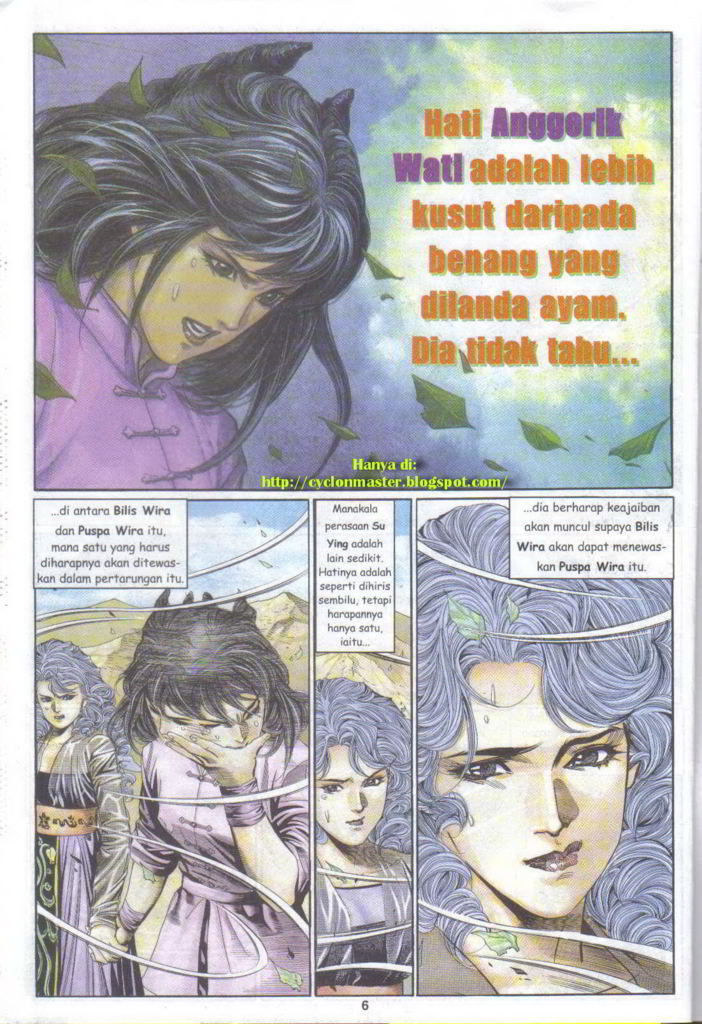 Hati Anggerik
Wati adalah lebih
kusut daripada
benang yang
dilanda ayam.
Dia tidak tahu...
Hanya di:
http://cyclonmaster.blogspot.com/
...di antara Bilis Wira
dan Puspa Wira itu,
mana satu yang harus
diharapnya akan ditewas-
kan dalam pertarungan itu.
Manakala
perasaan Su
Ying adalah
lain sedikit.
Hatinya adalah
seperti dihiris
sembilu, tetapi
harapannya
hanya satu,
iaitu...
...dia berharap keajaiban
akan muncul supaya Bilis
Wira akan dapat menewas-
kan Puspa Wira itu.
6